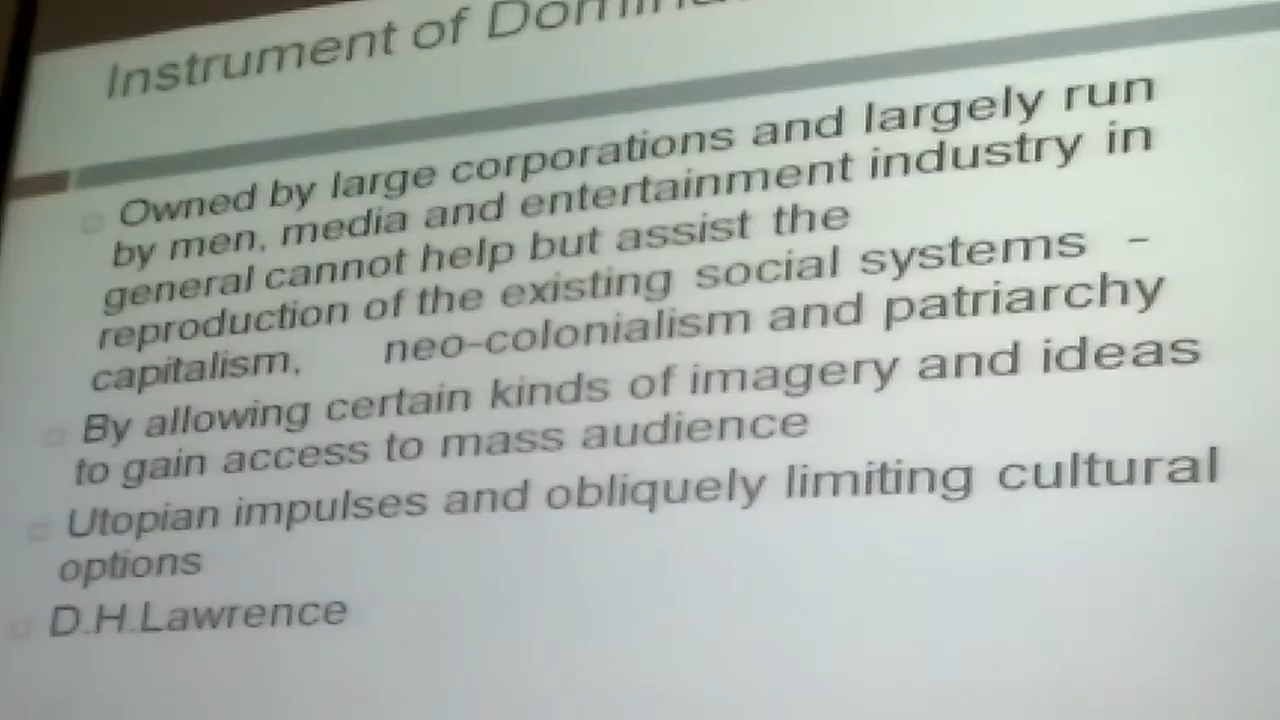 Instrument of
Owned by large corporations and largely run
by men, media and entertainment industry in
general cannot help but assist the
reproduction of the existing social systems –
capitalism, neo-colonialism and patriarchy
By allowing certain kinds of imagery and ideas
to gain access to mass audience
Utopian impulses and obliquely limiting cultural
options
D.H.Lawrence